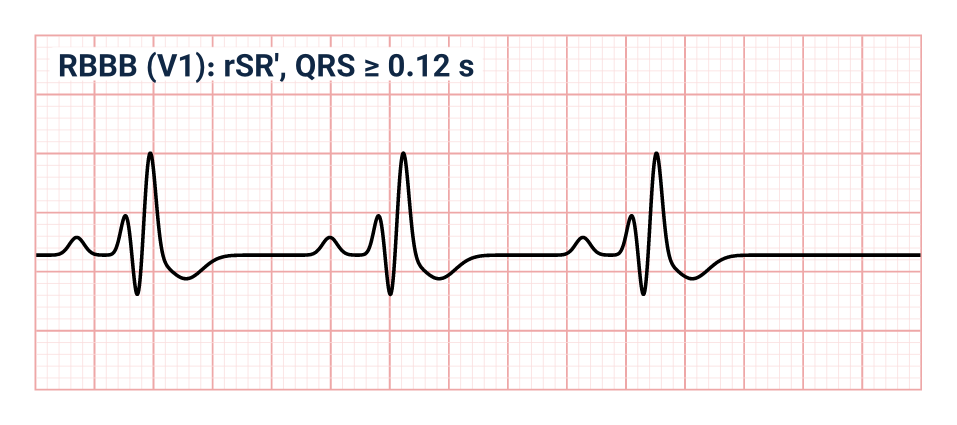 RBBB (V1): rSR', QRS ≥ 0.12 s